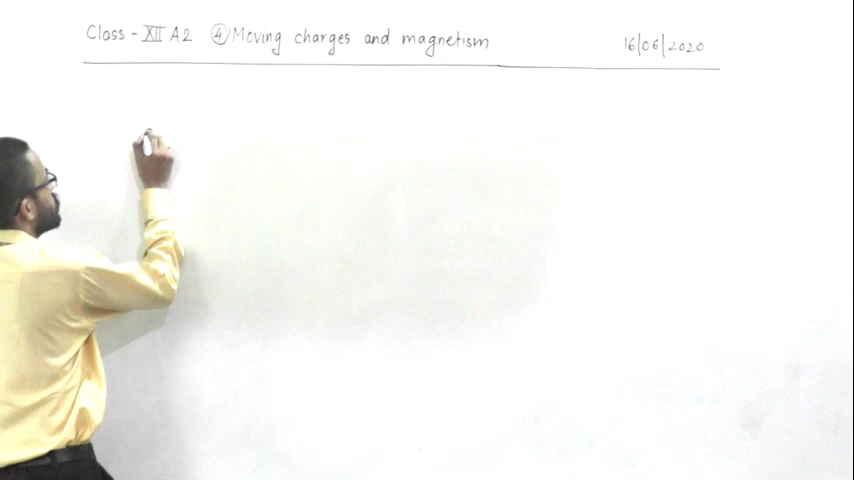 Class - XII A2 ④ Moving charges and magnetism 16/06/2020